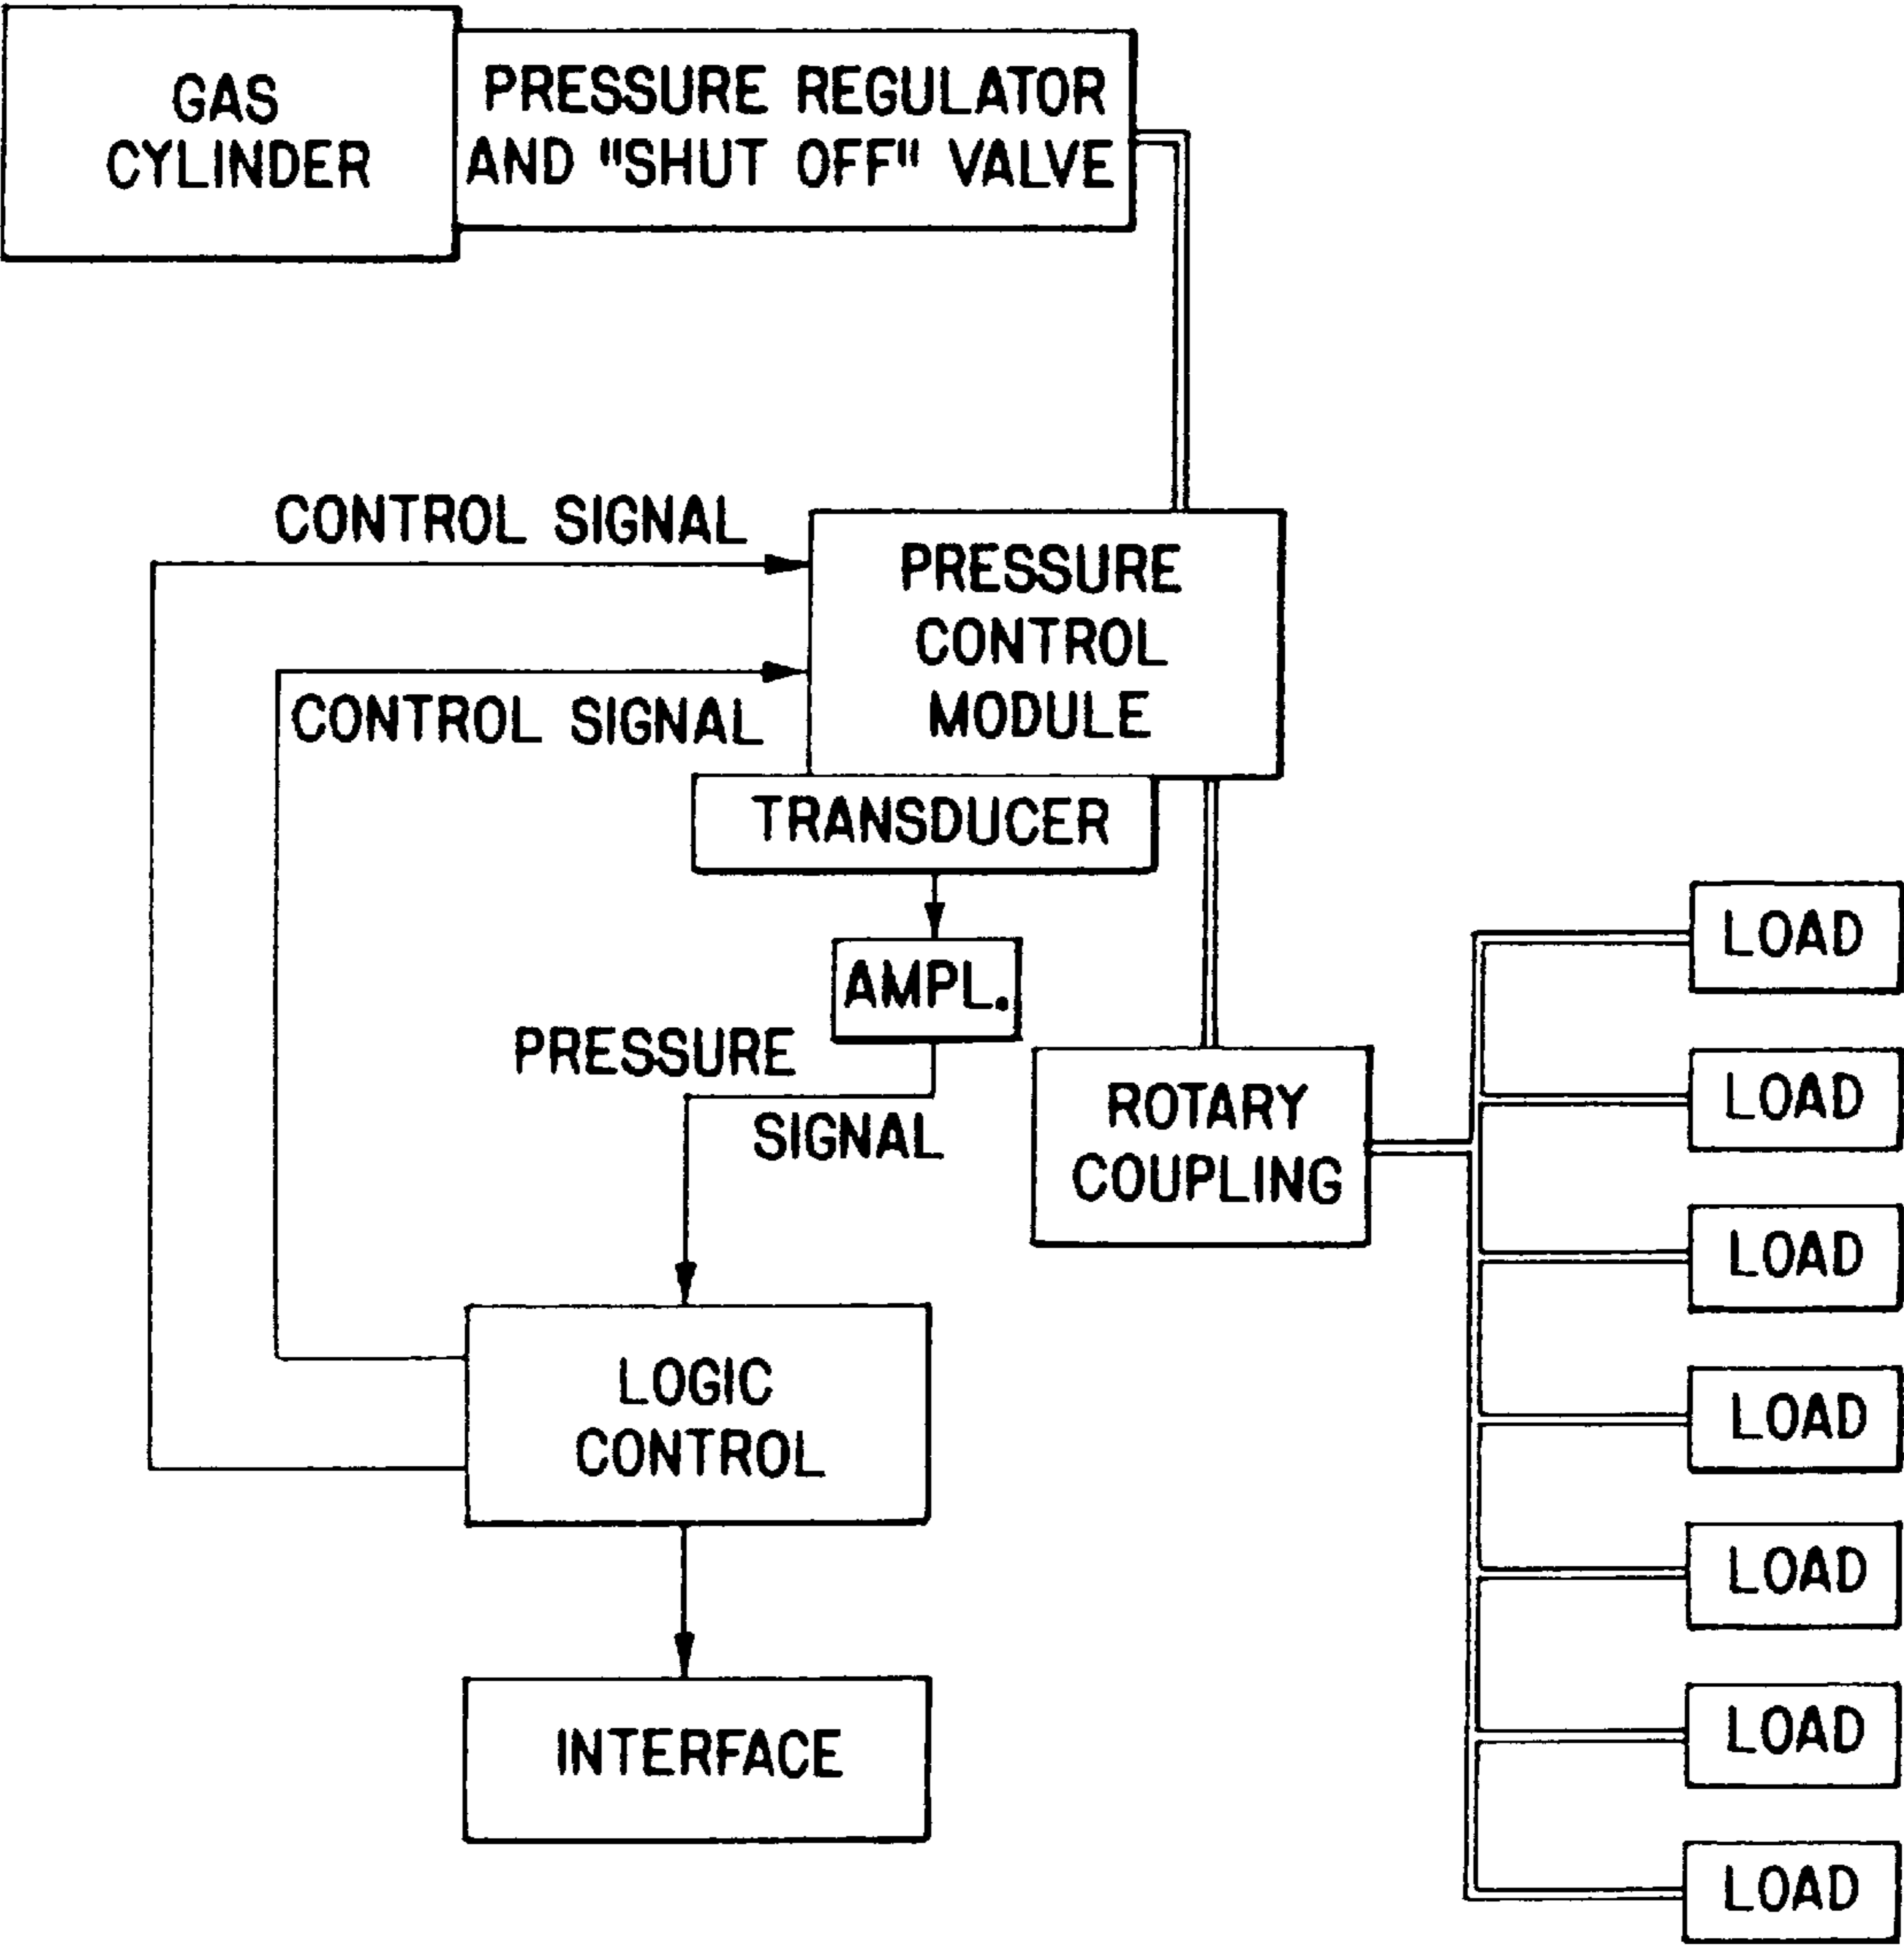 GAS
CYLINDER
PRESSURE REGULATOR
AND "SHUT OFF" VALVE
CONTROL SIGNAL
CONTROL SIGNAL
PRESSURE
CONTROL
MODULE
TRANSDUCER
AMPL.
PRESSURE
SIGNAL
ROTARY
COUPLING
LOGIC
CONTROL
INTERFACE
LOAD
LOAD
LOAD
LOAD
LOAD
LOAD
LOAD